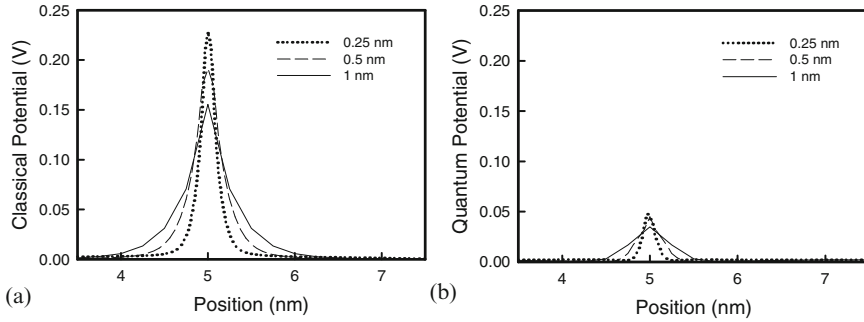 0.25
0.20
0.15
0.10
0.05
0.00
Classical Potential (V)
0.25 nm
0.5 nm
1 nm
4 5 6 7
Position (nm)
(a)
0.25
0.20
0.15
0.10
0.05
0.00
Quantum Potential (V)
0.25 nm
0.5 nm
1 nm
4 5 6 7
Position (nm)
(b)